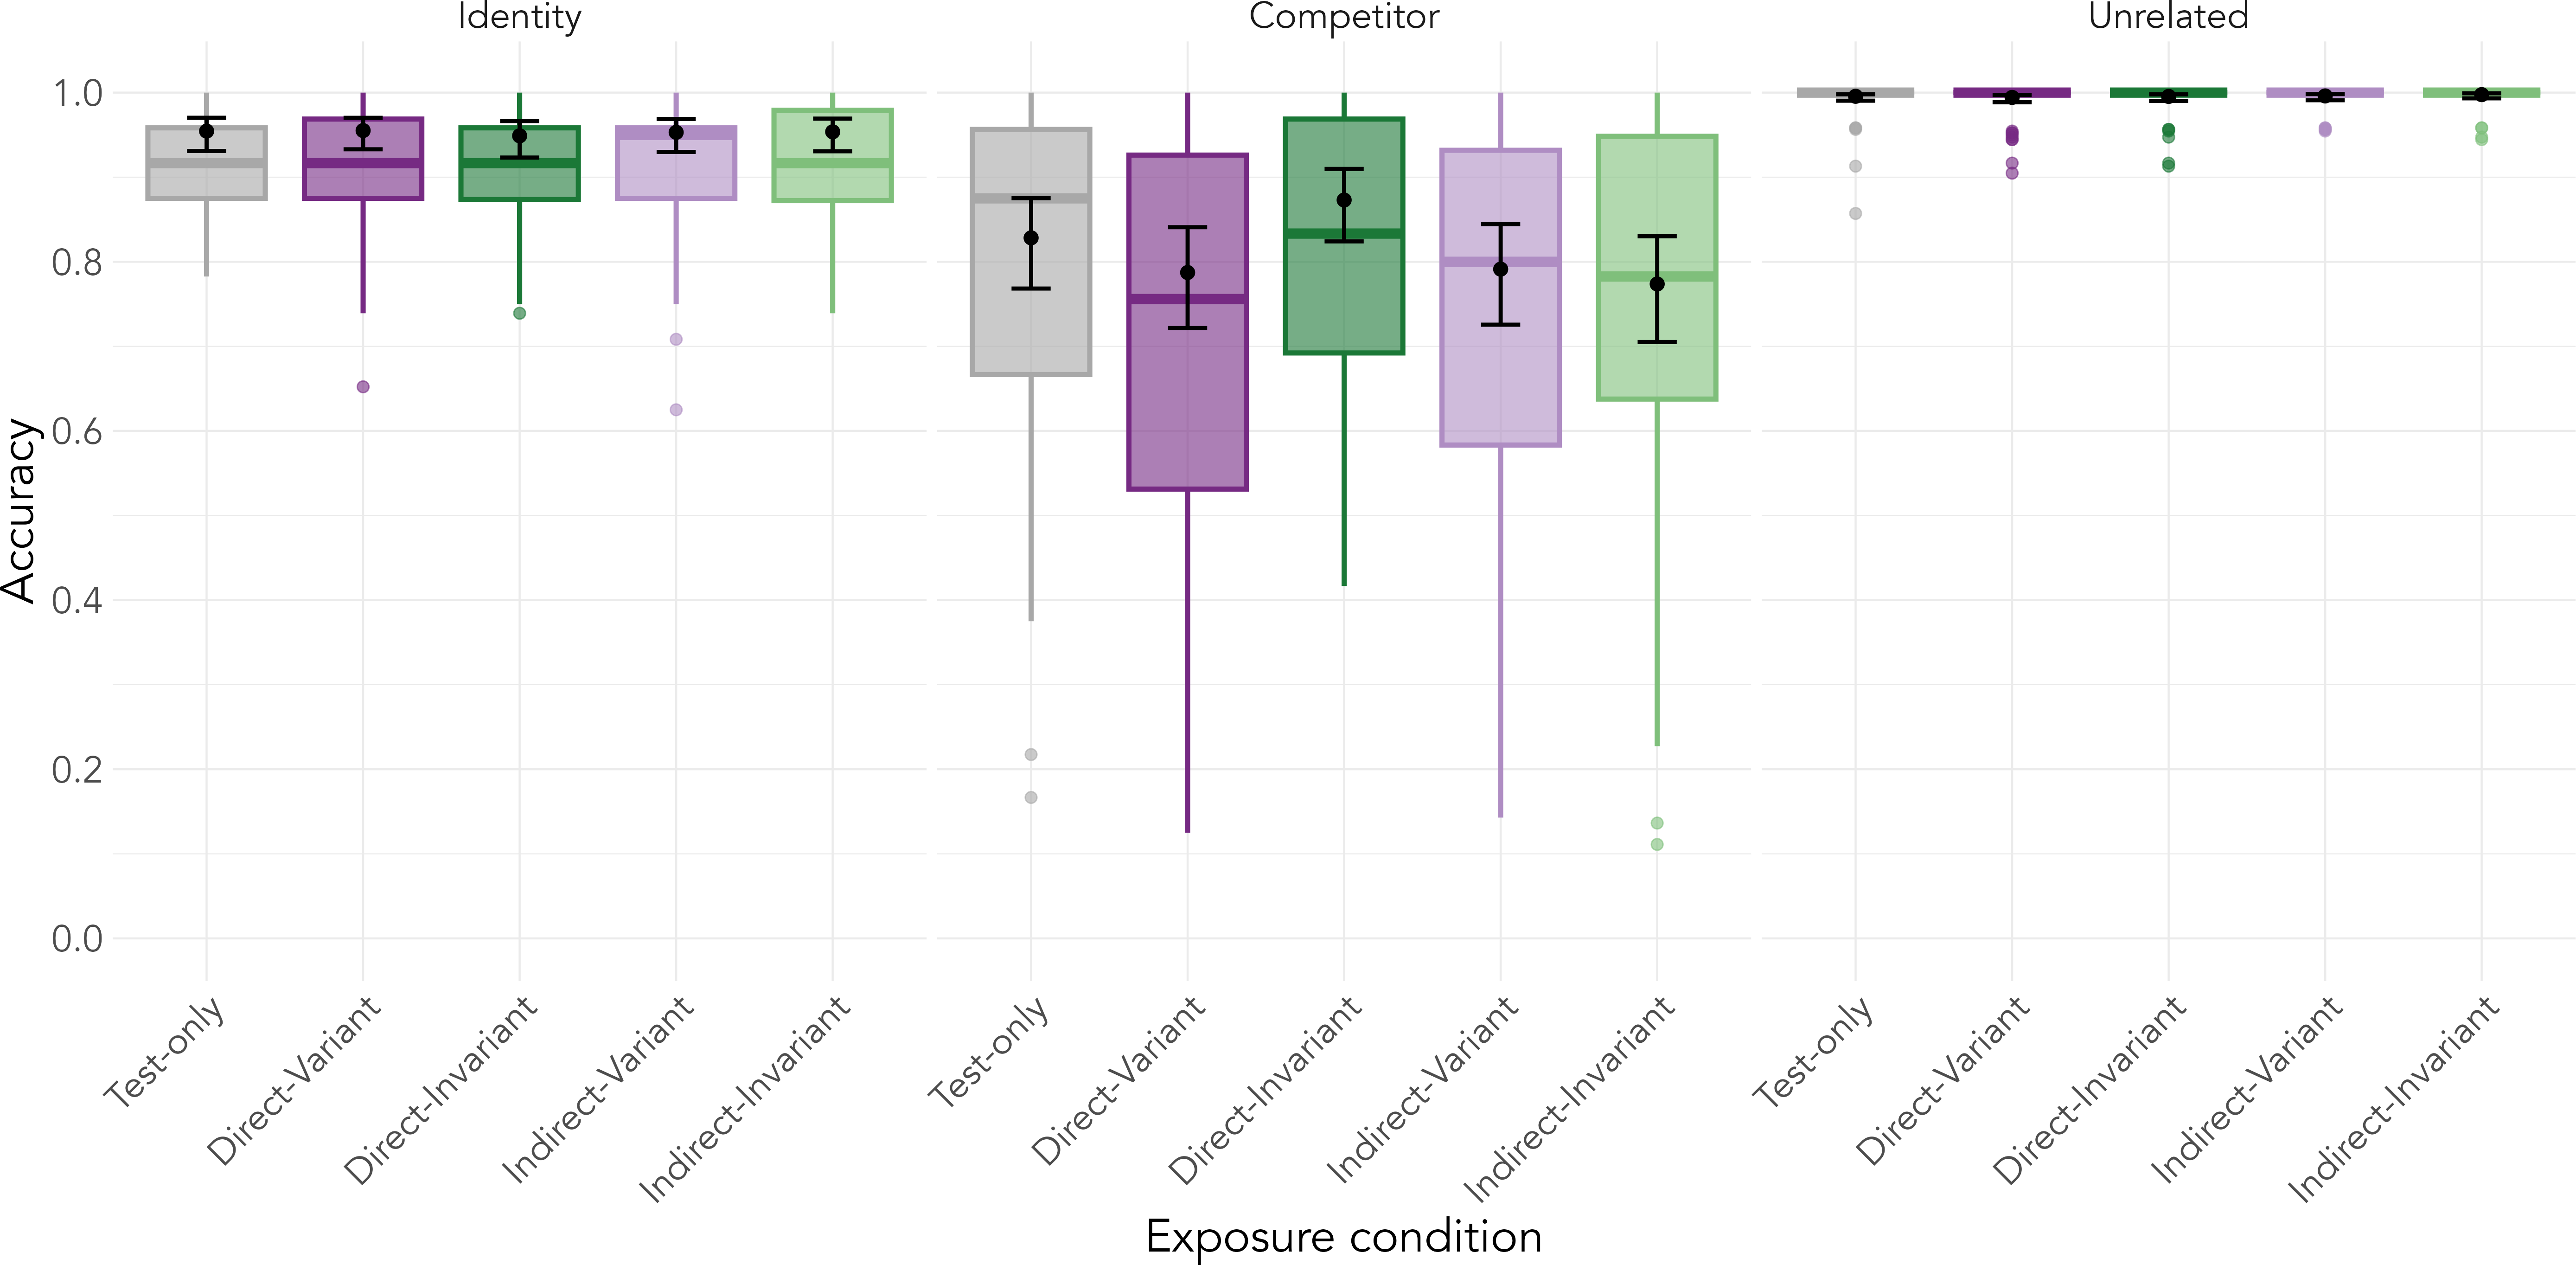 Identity
Competitor
Unrelated
Accuracy
1.0
0.8
0.6
0.4
0.2
0.0
Test-only
Direct-Variant
Direct-Invariant
Indirect-Variant
Indirect-Invariant
Test-only
Direct-Variant
Direct-Invariant
Indirect-Variant
Indirect-Invariant
Test-only
Direct-Variant
Direct-Invariant
Indirect-Variant
Indirect-Invariant
Exposure condition